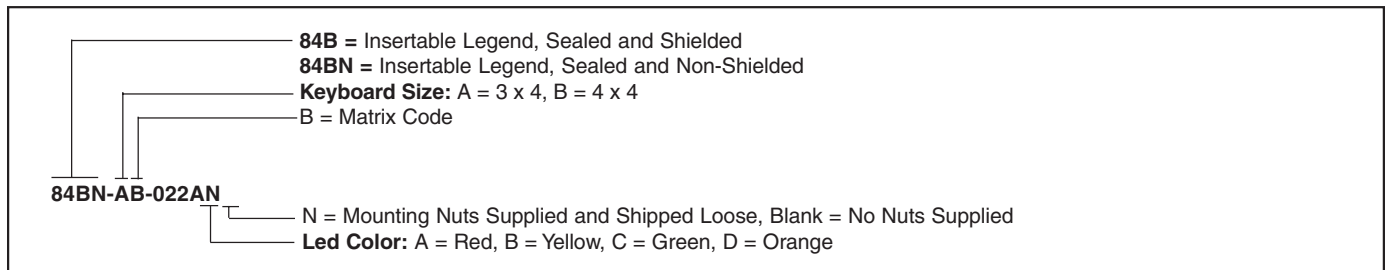 84B = Insertable Legend, Sealed and Shielded
84BN = Insertable Legend, Sealed and Non-Shielded
Keyboard Size: A = 3 x 4, B = 4 x 4
B = Matrix Code
84BN-AB-022AN
N = Mounting Nuts Supplied and Shipped Loose, Blank = No Nuts Supplied
Led Color: A = Red, B = Yellow, C = Green, D = Orange